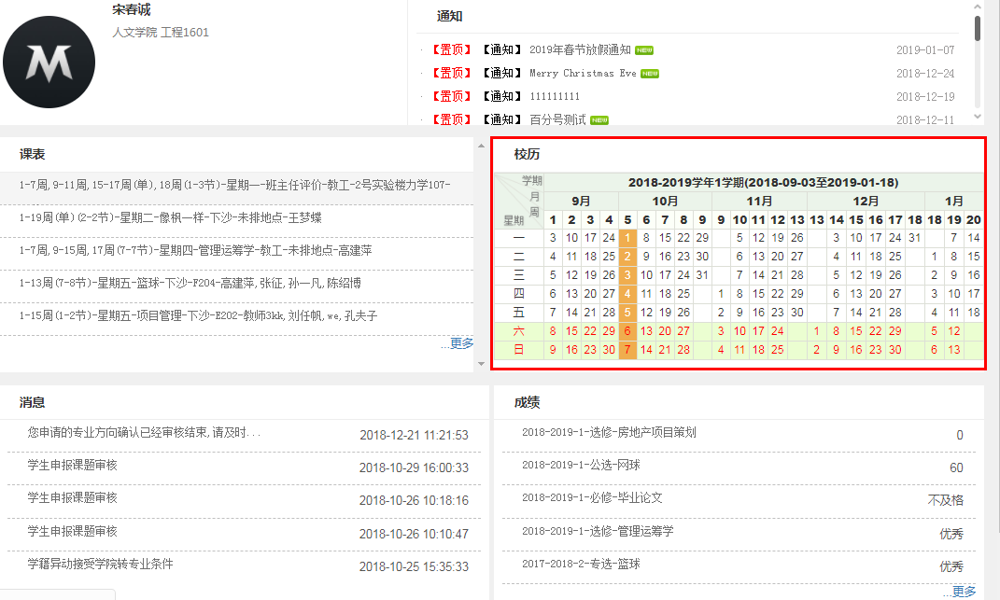 宋春诚
人文学院 工程1601
通知
· 【置顶】 【通知】 2019年春节放假通知 NEW 2019-01-07
· 【置顶】 【通知】 Merry Christmas Eve NEW 2018-12-24
· 【置顶】 【通知】 111111111 2018-12-19
· 【置顶】 【通知】 百分号测试 NEW 2018-12-11
课表
1-7周,9-11周,15-17周(单),18周(1-3节)-星期一-班主任评价-教工-2号实验楼力学107-
1-19周(单)(2-2节)-星期二-像枫一样-下沙-未排地点-王梦蝶
1-7周,9-15周,17周(7-7节)-星期四-管理运筹学-教工-未排地点-高建萍
1-13周(7-8节)-星期五-篮球-下沙-F204-高建萍,张征,孙一凡,陈绍博
1-15周(1-2节)-星期五-项目管理-下沙-E202-教师3kk,刘任帆,we,孔夫子
...更多
校历
学期 月 周 星期
2018-2019学年1学期(2018-09-03至2019-01-18)
9月 10月 11月 12月 1月
1 2 3 4 5 6 7 8 9 9 10 11 12 13 13 14 15 16 17 18 18 19 20
一 3 10 17 24 1 8 15 22 29 5 12 19 26 3 10 17 24 31 7 14
二 4 11 18 25 2 9 16 23 30 6 13 20 27 4 11 18 25 1 8 15
三 5 12 19 26 3 10 17 24 31 7 14 21 28 5 12 19 26 2 9 16
四 6 13 20 27 4 11 18 25 1 8 15 22 29 6 13 20 27 3 10 17
五 7 14 21 28 5 12 19 26 2 9 16 23 30 7 14 21 28 4 11 18
六 8 15 22 29 6 13 20 27 3 10 17 24 1 8 15 22 29 5 12
日 9 16 23 30 7 14 21 28 4 11 18 25 2 9 16 23 30 6 13
消息
您申请的专业方向确认已经审核结束,请及时... 2018-12-21 11:21:53
学生申报课题审核 2018-10-29 16:00:33
学生申报课题审核 2018-10-26 10:18:16
学生申报课题审核 2018-10-26 10:10:47
学籍异动接受学院转专业条件 2018-10-25 15:35:33
成绩
2018-2019-1-选修-房地产项目策划 0
2018-2019-1-公选-网球 60
2018-2019-1-必修-毕业论文 不及格
2018-2019-1-选修-管理运筹学 优秀
2017-2018-2-专选-篮球 优秀
...更多